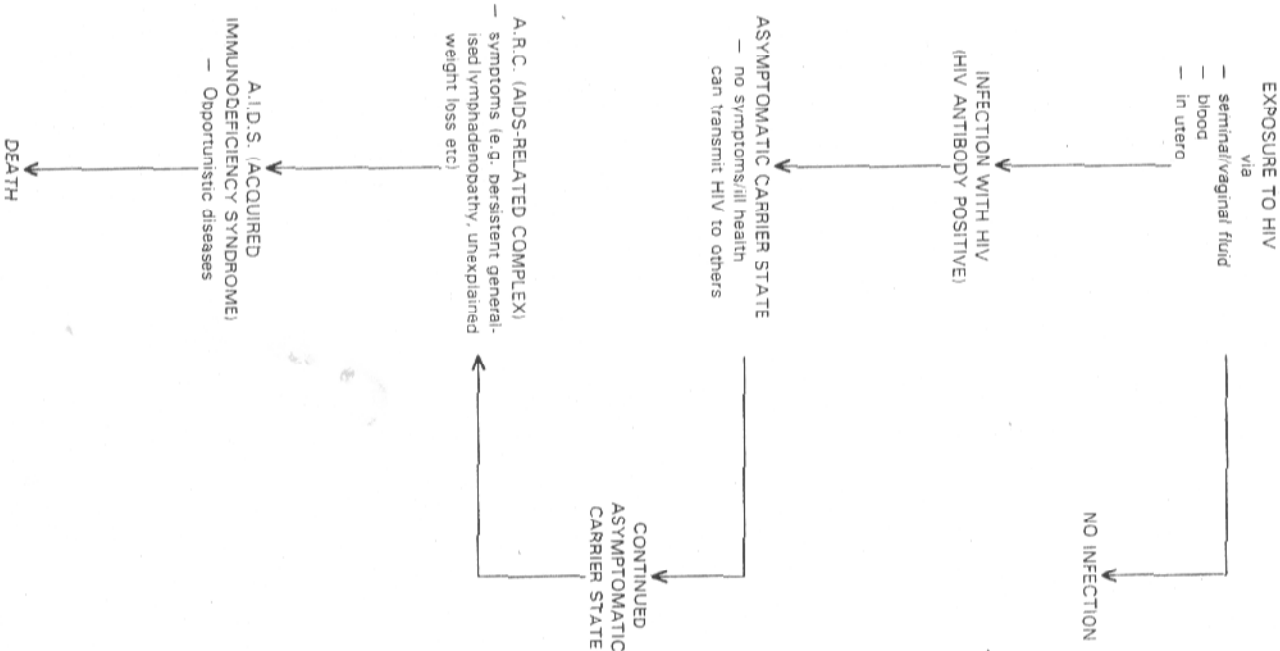 EXPOSURE TO HIV
via
— seminal/vaginal fluid
— blood
— in utero
NO INFECTION
INFECTION WITH HIV
(HIV ANTIBODY POSITIVE)
ASYMPTOMATIC CARRIER STATE
— no symptoms/ill health
can transmit HIV to others
CONTINUED
ASYMPTOMATIC
CARRIER STATE
A.R.C. (AIDS-RELATED COMPLEX)
— symptoms (e.g. persistent general-
ised lymphadenopathy, unexplained
weight loss etc)
A.I.D.S. (ACQUIRED
IMMUNODEFICIENCY SYNDROME)
— Opportunistic diseases
DEATH